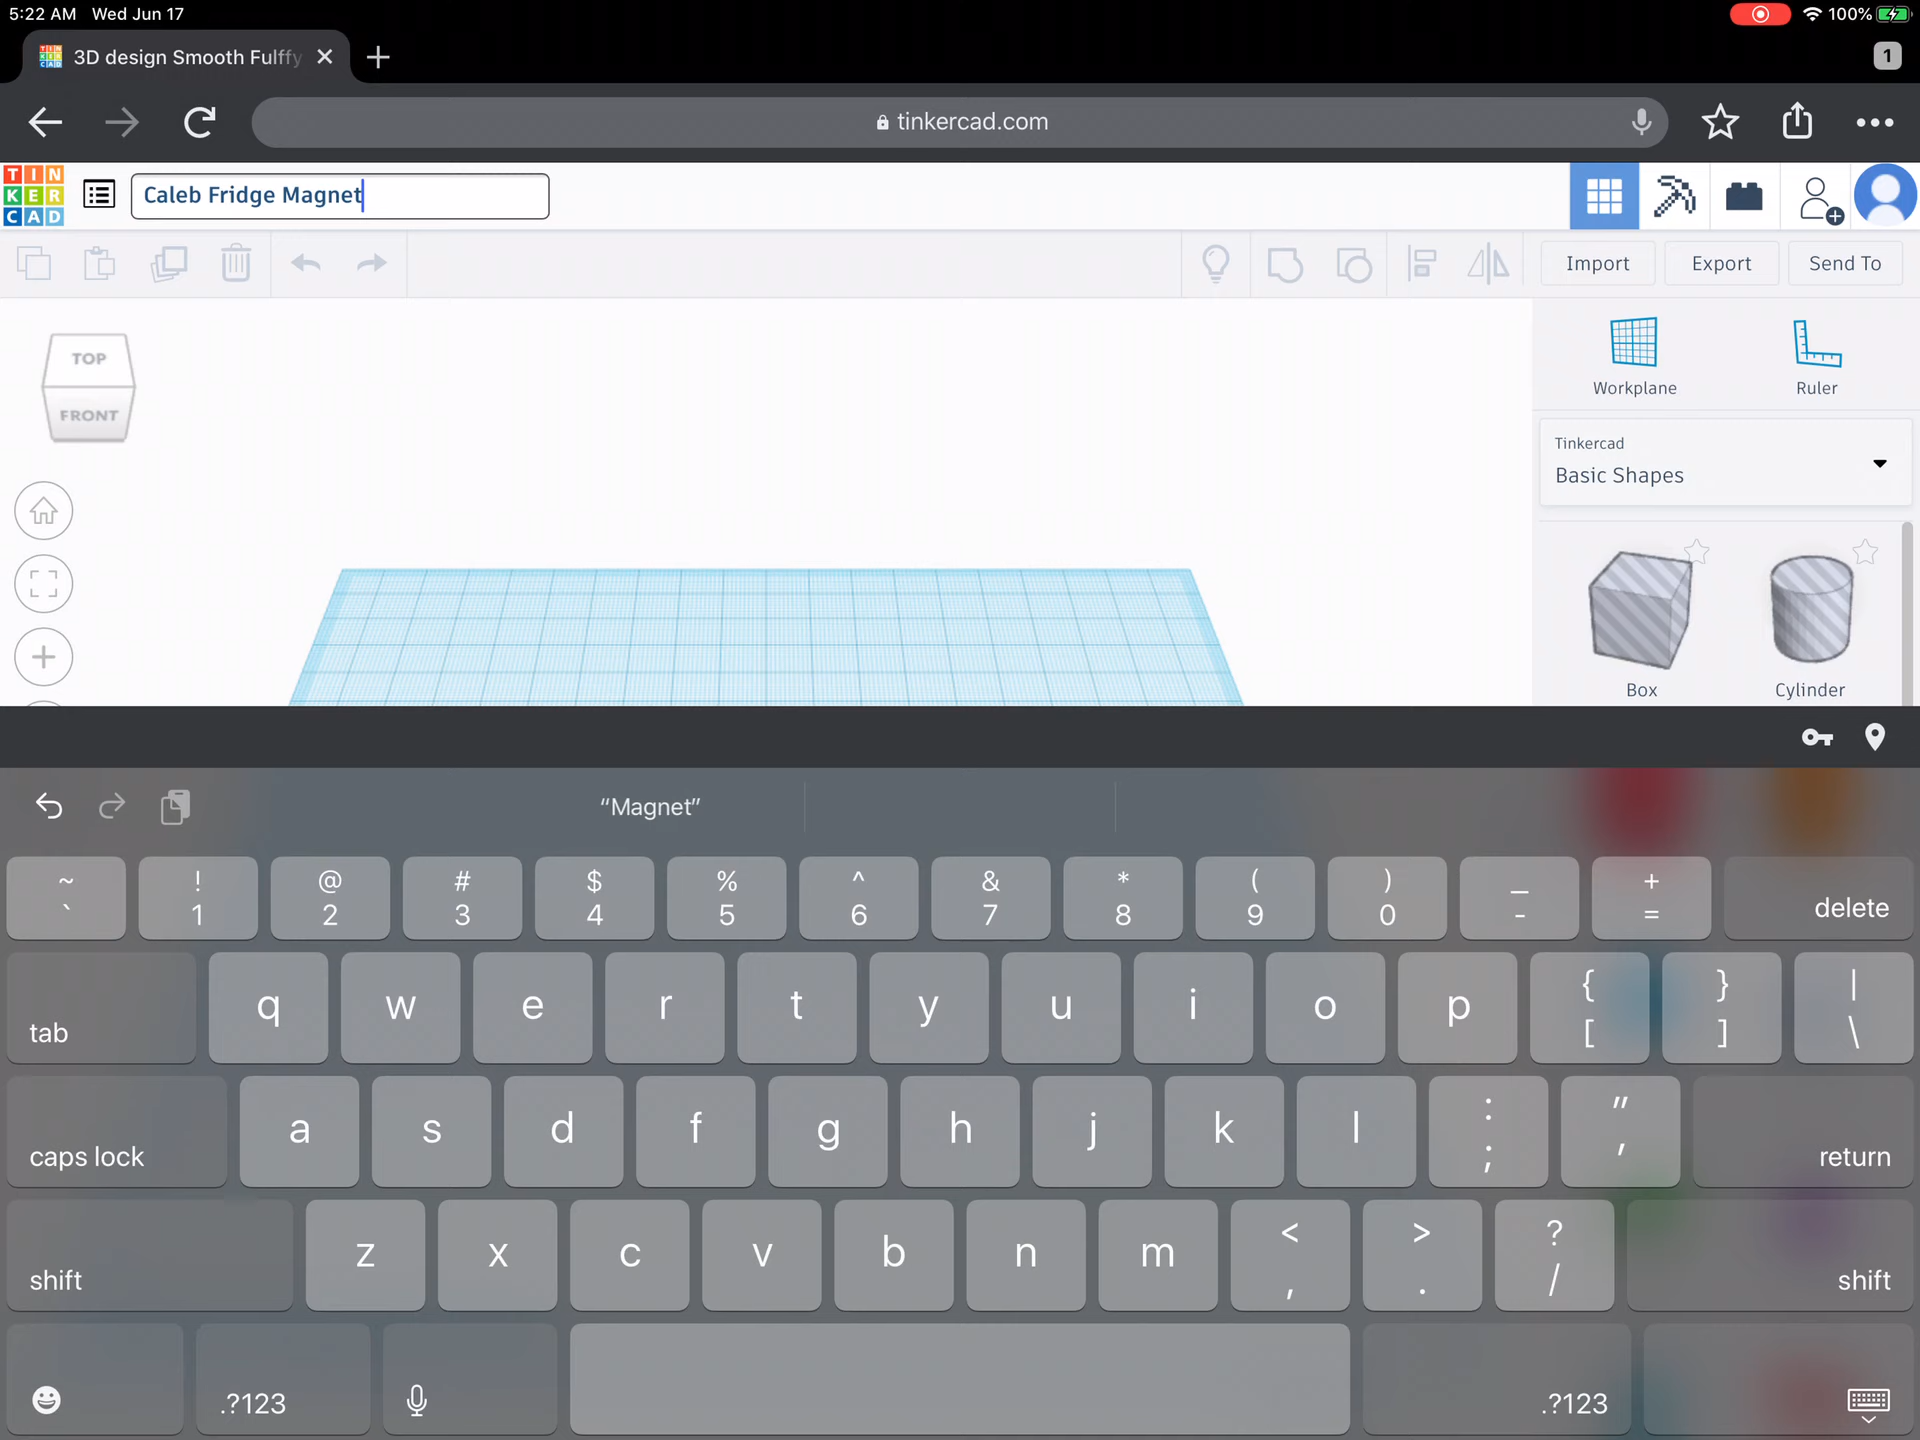 5:22 AM Wed Jun 17
100%
3D design Smooth Fulffy
1
tinkercad.com
TIN
KER
CAD
Caleb Fridge Magnet
Import
Export
Send To
TOP
FRONT
Workplane
Ruler
Tinkercad
Basic Shapes
Box
Cylinder
“Magnet”
~ ! @ # $ % ^ & * ( ) _ +
` 1 2 3 4 5 6 7 8 9 0 - = delete
tab q w e r t y u i o p { [ } ] | \
caps lock a s d f g h j k l : ; " ' return
shift z x c v b n m < , > . ? / shift
.?123 .?123